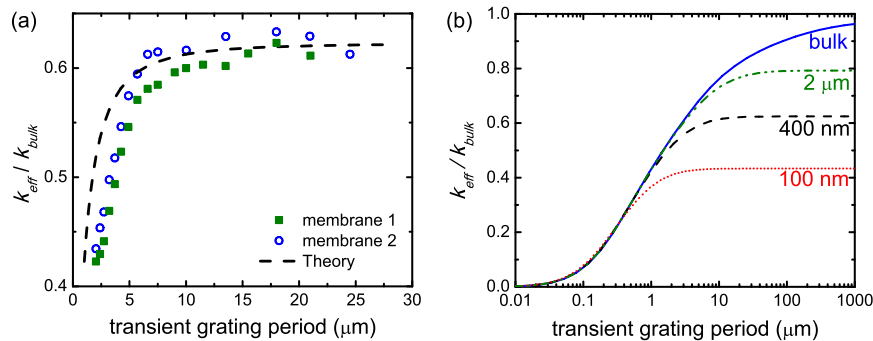 (a)
k_eff / k_bulk
0.6
0.5
0.4
0 5 10 15 20 25 30
transient grating period (μm)
membrane 1
membrane 2
Theory
(b)
k_eff / k_bulk
1.0
0.8
0.6
0.4
0.2
0.0
0.01 0.1 1 10 100 1000
transient grating period (μm)
bulk
2 μm
400 nm
100 nm